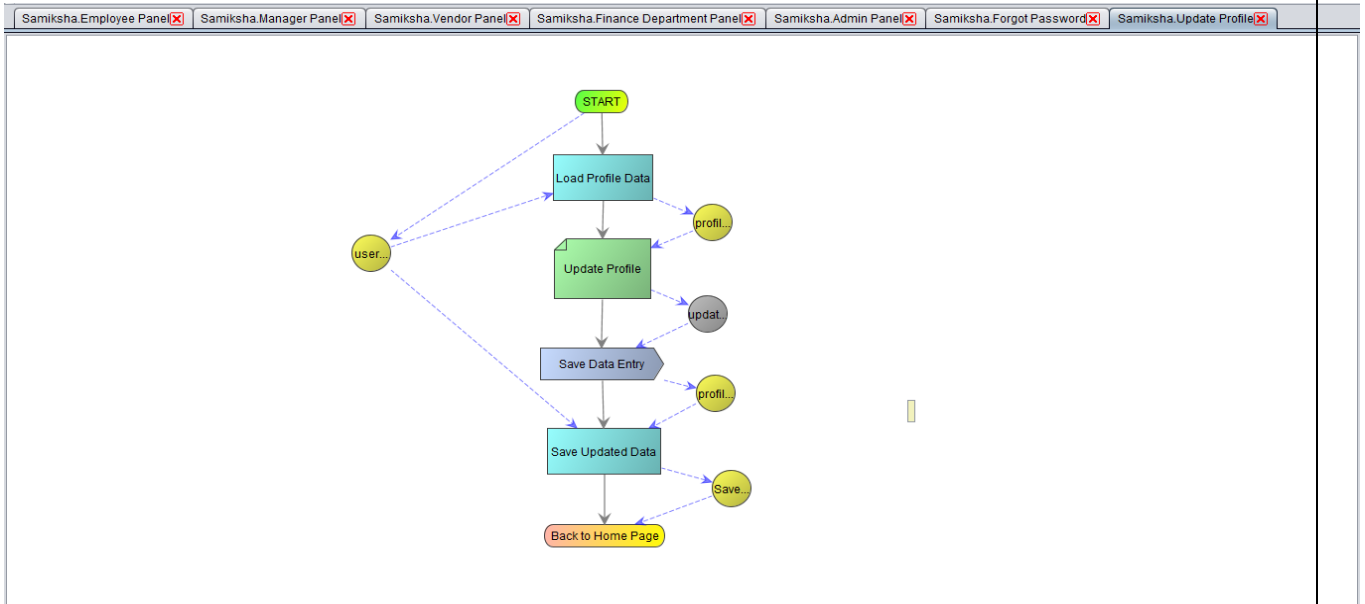 Samiksha.Employee Panel
Samiksha.Manager Panel
Samiksha.Vendor Panel
Samiksha.Finance Department Panel
Samiksha.Admin Panel
Samiksha.Forgot Password
Samiksha.Update Profile
START
Load Profile Data
profil...
user...
Update Profile
updat...
Save Data Entry
profil...
Save Updated Data
Save...
Back to Home Page